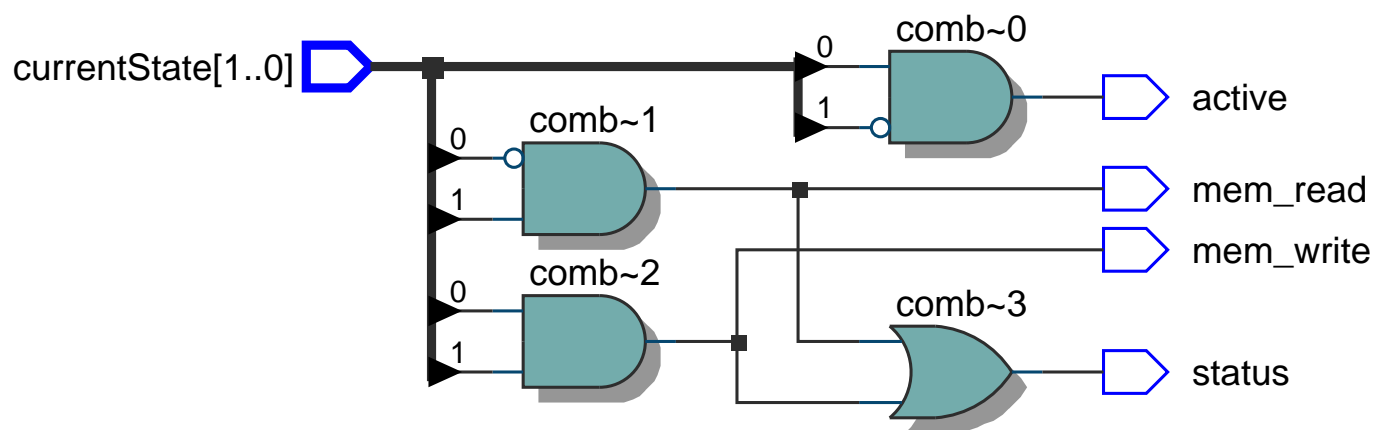 comb~0
currentState[1..0]
0
1
active
comb~1
0
1
mem_read
mem_write
comb~2
0
1
comb~3
status